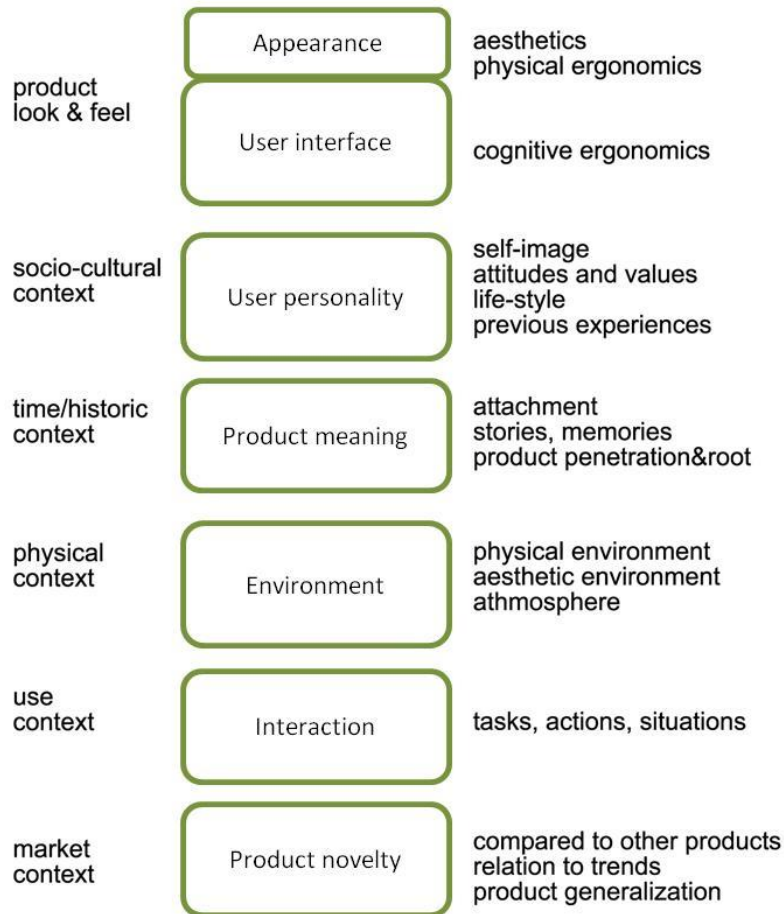 Appearance
aesthetics
physical ergonomics
product
look & feel
User interface
cognitive ergonomics
socio-cultural
context
User personality
self-image
attitudes and values
life-style
previous experiences
time/historic
context
Product meaning
attachment
stories, memories
product penetration&root
physical
context
Environment
physical environment
aesthetic environment
athmosphere
use
context
Interaction
tasks, actions, situations
market
context
Product novelty
compared to other products
relation to trends
product generalization